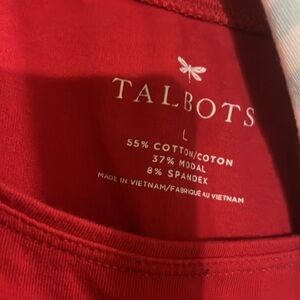 TALBOTS
L
55% COTTON/COTON
37% MODAL
8% SPANDEX
MADE IN VIETNAM/FABRIQUÉ AU VIETNAM